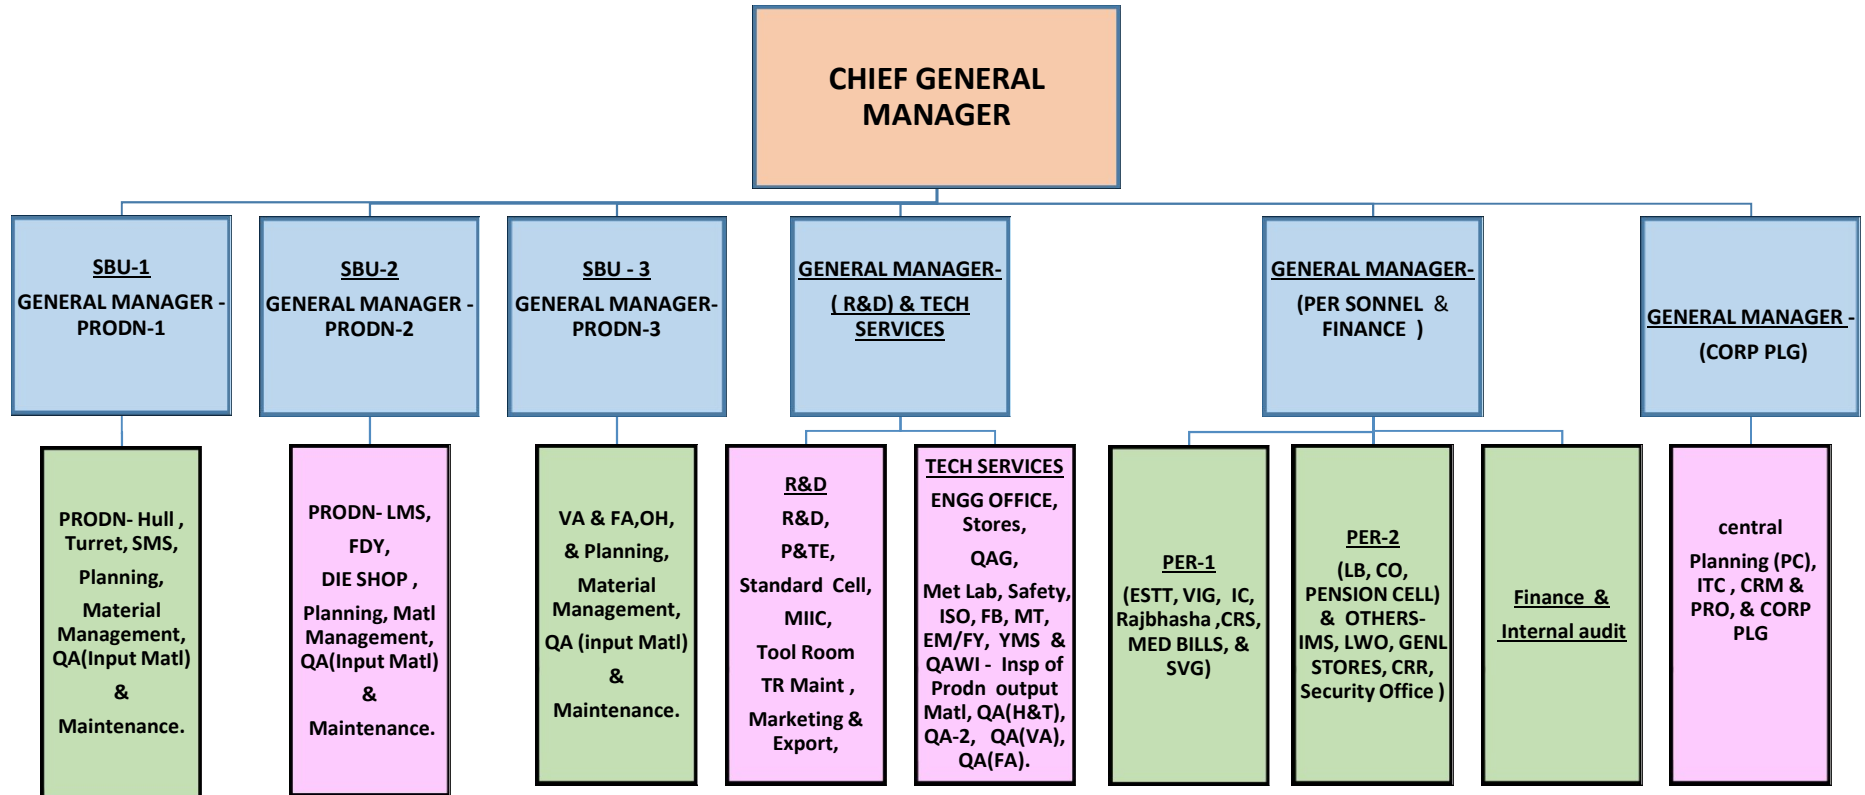 CHIEF GENERAL
MANAGER
SBU-1
GENERAL MANAGER -
PRODN-1
SBU-2
GENERAL MANAGER -
PRODN-2
SBU - 3
GENERAL MANAGER-
PRODN-3
GENERAL MANAGER-
( R&D) & TECH
SERVICES
GENERAL MANAGER-
(PER SONNEL & 
FINANCE )
GENERAL MANAGER -
(CORP PLG)
PRODN- Hull ,
Turret, SMS,
Planning,
Material
Management,
QA(Input Matl)
&
Maintenance.
PRODN- LMS,
FDY,
DIE SHOP ,
Planning, Matl
Management,
QA(Input Matl)
&
Maintenance.
VA & FA,OH,
& Planning,
Material
Management,
QA (input Matl)
&
Maintenance.
R&D
R&D,
P&TE,
Standard Cell,
MIIC,
Tool Room
TR Maint ,
Marketing &
Export,
TECH SERVICES
ENGG OFFICE,
Stores,
QAG,
Met Lab, Safety,
ISO, FB, MT,
EM/FY, YMS &
QAWI - Insp of
Prodn output
Matl, QA(H&T),
QA-2, QA(VA),
QA(FA).
PER-1
(ESTT, VIG, IC,
Rajbhasha ,CRS,
MED BILLS, &
SVG)
PER-2
(LB, CO,
PENSION CELL)
& OTHERS-
IMS, LWO, GENL
STORES, CRR,
Security Office )
Finance &
Internal audit
central
Planning (PC),
ITC , CRM &
PRO, & CORP
PLG